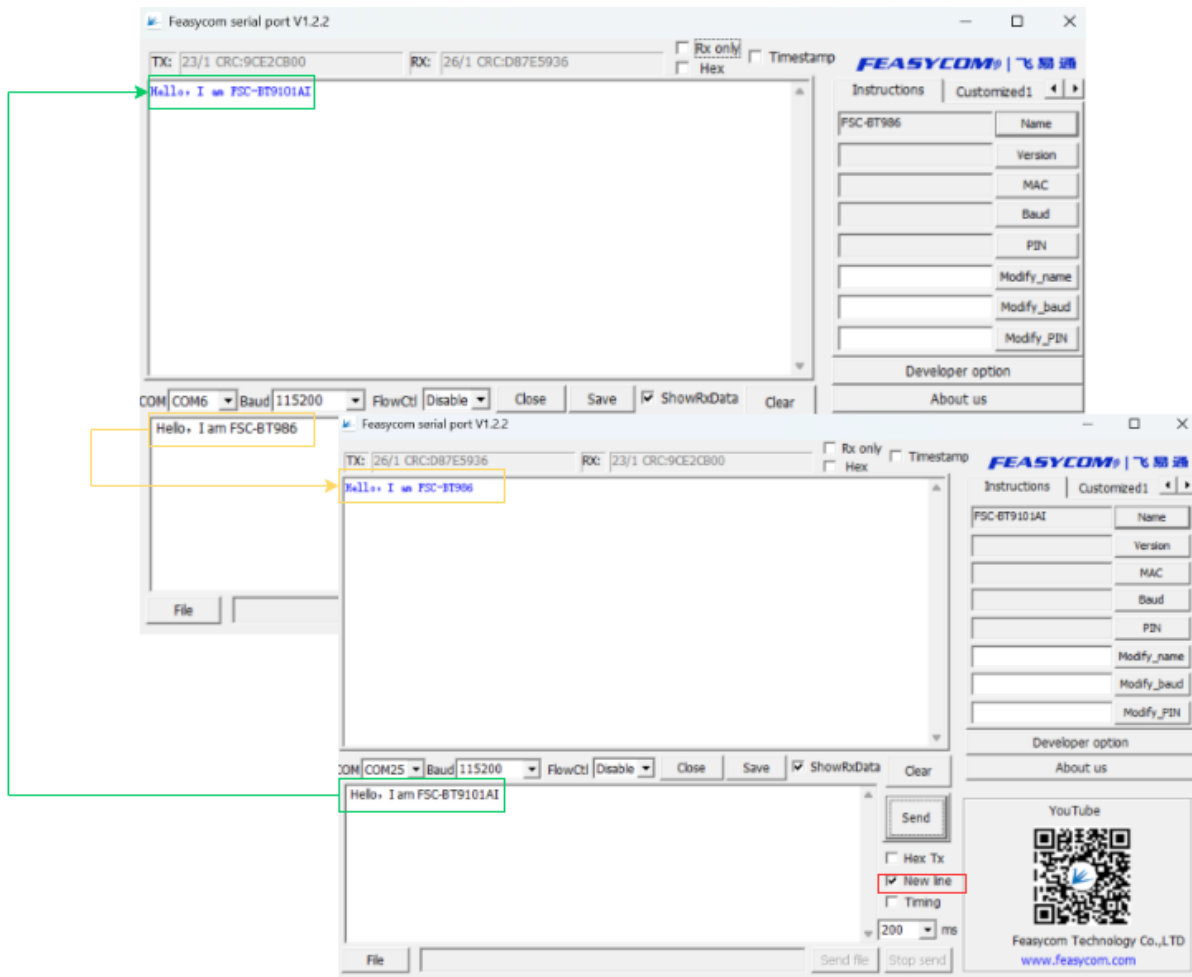 Feasycom serial port V1.2.2
TX: 23/1 CRC:9CE2CB00 RX: 26/1 CRC:D87E5936 Rx only Hex Timestamp
FEASYCOM | 飞易通
Hello, I am FSC-BT9101AI
Instructions Customized1
FSC-BT986 Name
Version
MAC
Baud
PIN
Modify_name
Modify_baud
Modify_PIN
Developer option
COM COM6 Baud 115200 FlowCtl Disable Close Save ShowRxData Clear
About us
Hello, I am FSC-BT986
File
Feasycom serial port V1.2.2
TX: 26/1 CRC:D87E5936 RX: 23/1 CRC:9CE2CB00 Rx only Hex Timestamp
FEASYCOM | 飞易通
Hello, I am FSC-BT986
Instructions Customized1
FSC-BT9101AI Name
Version
MAC
Baud
PIN
Modify_name
Modify_baud
Modify_PIN
Developer option
COM COM25 Baud 115200 FlowCtl Disable Close Save ShowRxData Clear
About us
Hello, I am FSC-BT9101AI
Send
Hex Tx
New line
Timing
200 ms
File Send file Stop send
YouTube
Feasycom Technology Co.,LTD
www.feasycom.com